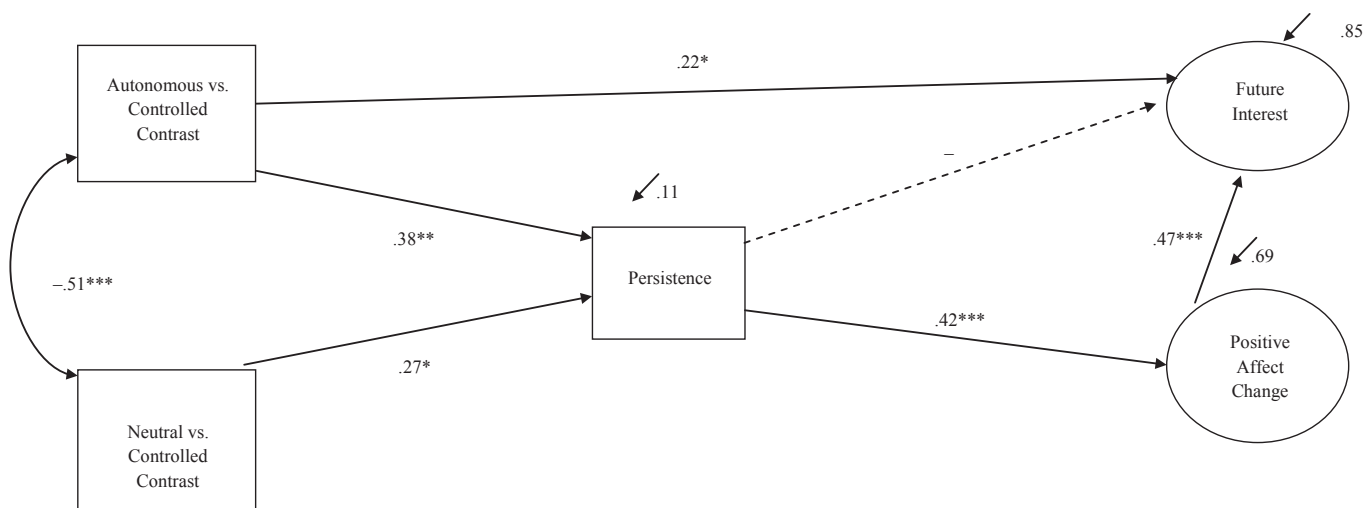 .85
.22*
Autonomous vs.
Controlled
Contrast
Future
Interest
–
.11
.38**
.47***
.69
–.51***
Persistence
.42***
.27*
Positive
Affect
Change
Neutral vs.
Controlled
Contrast